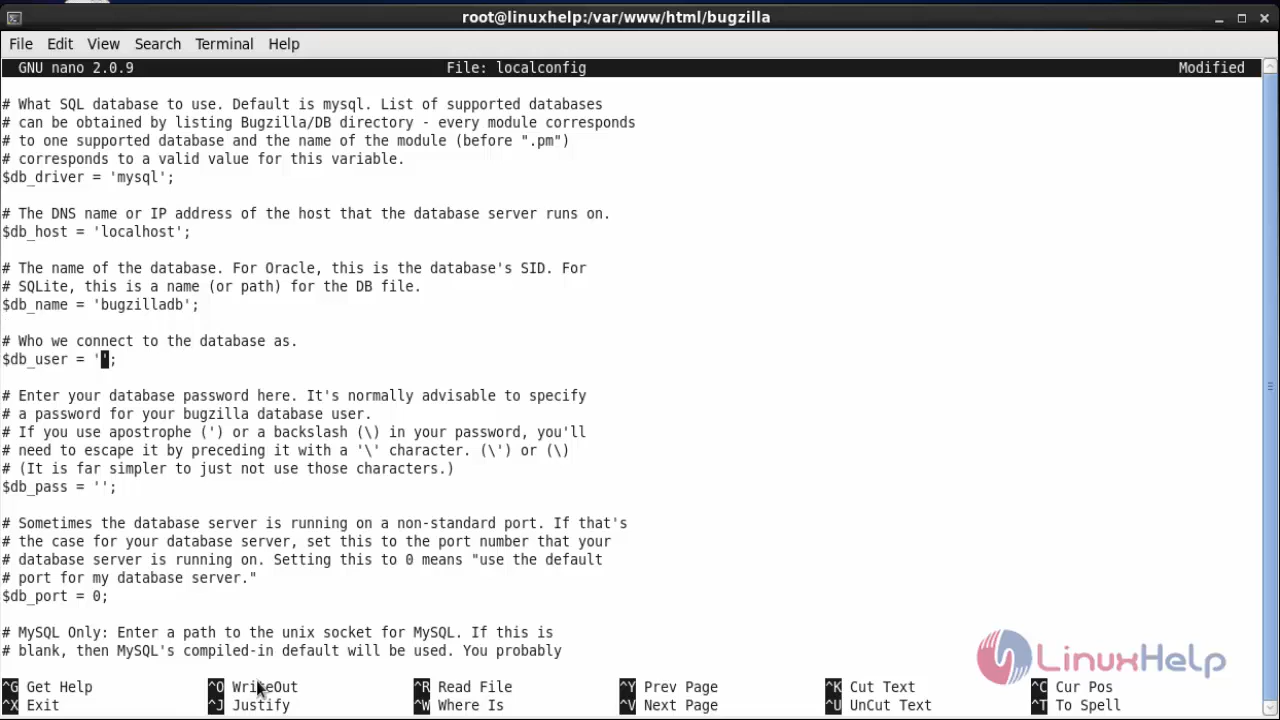 root@linuxhelp:/var/www/html/bugzilla
File Edit View Search Terminal Help
GNU nano 2.0.9 File: localconfig Modified
# What SQL database to use. Default is mysql. List of supported databases
# can be obtained by listing Bugzilla/DB directory - every module corresponds
# to one supported database and the name of the module (before ".pm")
# corresponds to a valid value for this variable.
$db_driver = 'mysql';
# The DNS name or IP address of the host that the database server runs on.
$db_host = 'localhost';
# The name of the database. For Oracle, this is the database's SID. For
# SQLite, this is a name (or path) for the DB file.
$db_name = 'bugzilladb';
# Who we connect to the database as.
$db_user = '';
# Enter your database password here. It's normally advisable to specify
# a password for your bugzilla database user.
# If you use apostrophe (') or a backslash (\) in your password, you'll
# need to escape it by preceding it with a '\' character. (\') or (\)
# (It is far simpler to just not use those characters.)
$db_pass = '';
# Sometimes the database server is running on a non-standard port. If that's
# the case for your database server, set this to the port number that your
# database server is running on. Setting this to 0 means "use the default
# port for my database server."
$db_port = 0;
# MySQL Only: Enter a path to the unix socket for MySQL. If this is
# blank, then MySQL's compiled-in default will be used. You probably
LinuxHelp
^G Get Help ^O WriteOut ^R Read File ^Y Prev Page ^K Cut Text ^C Cur Pos
^X Exit ^J Justify ^W Where Is ^V Next Page ^U UnCut Text ^T To Spell